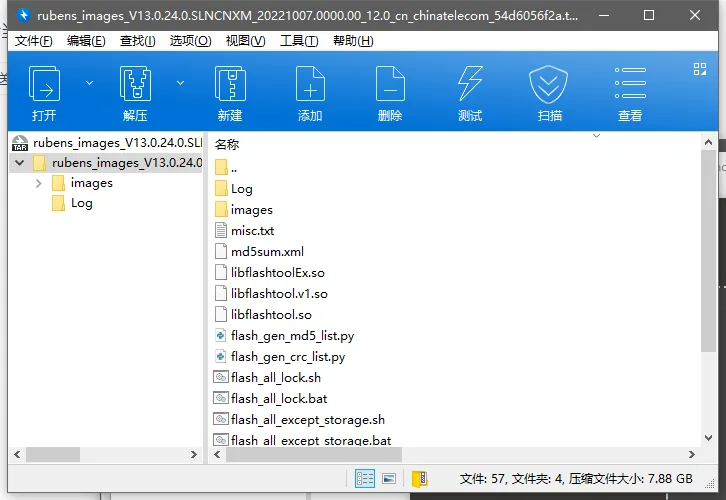 rubens_images_V13.0.24.0.SLNCNXM_20221007.0000.00_12.0_cn_chinatelecom_54d6056f2a.t...
文件(F) 编辑(E) 查找(I) 选项(O) 视图(V) 工具(T) 帮助(H)
打开 解压 新建 添加 删除 测试 扫描 查看
TAR rubens_images_V13.0.24.0.SLI
rubens_images_V13.0.24.0
images
Log
名称
..
Log
images
misc.txt
md5sum.xml
libflashtoolEx.so
libflashtool.v1.so
libflashtool.so
flash_gen_md5_list.py
flash_gen_crc_list.py
flash_all_lock.sh
flash_all_lock.bat
flash_all_except_storage.sh
flash_all_except_storage.bat
文件: 57, 文件夹: 4, 压缩文件大小: 7.88 GB